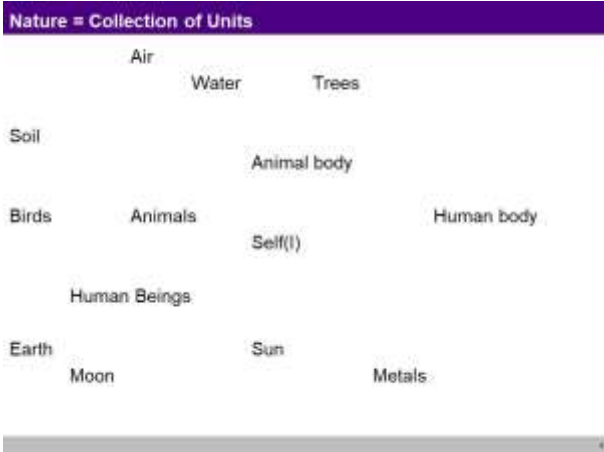 Nature = Collection of Units
Air
Water Trees
Soil
Animal body
Birds Animals Human body
Self(I)
Human Beings
Earth Sun
Moon Metals